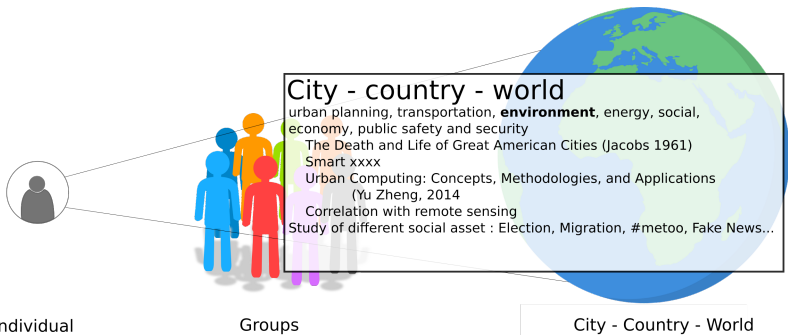 City - country - world
urban planning, transportation, environment, energy, social,
economy, public safety and security
The Death and Life of Great American Cities (Jacobs 1961)
Smart xxxx
Urban Computing: Concepts, Methodologies, and Applications
(Yu Zheng, 2014
Correlation with remote sensing
Study of different social asset : Election, Migration, #metoo, Fake News...
ndividual
Groups
City - Country - World